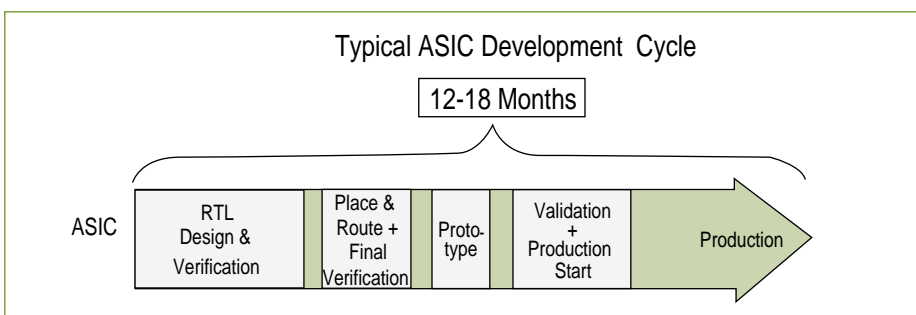 Typical ASIC Development Cycle
12-18 Months
ASIC
RTL
Design &
Verification
Place &
Route +
Final
Verification
Proto-
type
Validation
+
Production
Start
Production